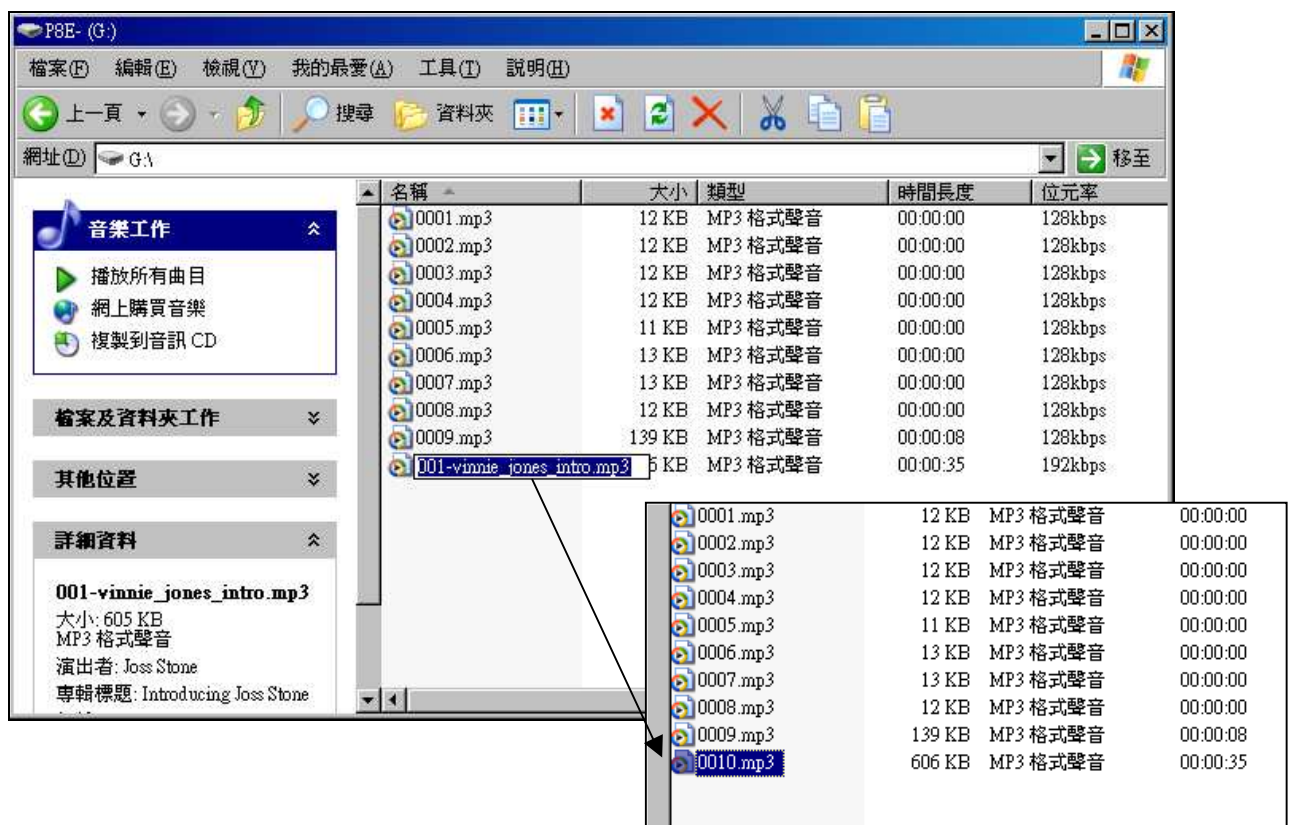 P8E- (G:)
檔案(F) 編輯(E) 檢視(V) 我的最愛(A) 工具(T) 説明(H)
上一頁 搜尋 資料夾
網址(D) G:\ 移至
名稱 大小 類型 時間長度 位元率
0001.mp3 12 KB MP3 格式聲音 00:00:00 128kbps
0002.mp3 12 KB MP3 格式聲音 00:00:00 128kbps
0003.mp3 12 KB MP3 格式聲音 00:00:00 128kbps
0004.mp3 12 KB MP3 格式聲音 00:00:00 128kbps
0005.mp3 11 KB MP3 格式聲音 00:00:00 128kbps
0006.mp3 13 KB MP3 格式聲音 00:00:00 128kbps
0007.mp3 13 KB MP3 格式聲音 00:00:00 128kbps
0008.mp3 12 KB MP3 格式聲音 00:00:00 128kbps
0009.mp3 139 KB MP3 格式聲音 00:00:08 128kbps
001-vinnie_jones_intro.mp3 KB MP3 格式聲音 00:00:35 192kbps
音樂工作
播放所有曲目
網上購買音樂
複製到音訊 CD
檔案及資料夾工作
其他位置
詳細資料
001-vinnie_jones_intro.mp3
大小: 605 KB
MP3 格式聲音
演出者: Joss Stone
專輯標題: Introducing Joss Stone
0001.mp3 12 KB MP3 格式聲音 00:00:00
0002.mp3 12 KB MP3 格式聲音 00:00:00
0003.mp3 12 KB MP3 格式聲音 00:00:00
0004.mp3 12 KB MP3 格式聲音 00:00:00
0005.mp3 11 KB MP3 格式聲音 00:00:00
0006.mp3 13 KB MP3 格式聲音 00:00:00
0007.mp3 13 KB MP3 格式聲音 00:00:00
0008.mp3 12 KB MP3 格式聲音 00:00:00
0009.mp3 139 KB MP3 格式聲音 00:00:08
0010.mp3 606 KB MP3 格式聲音 00:00:35